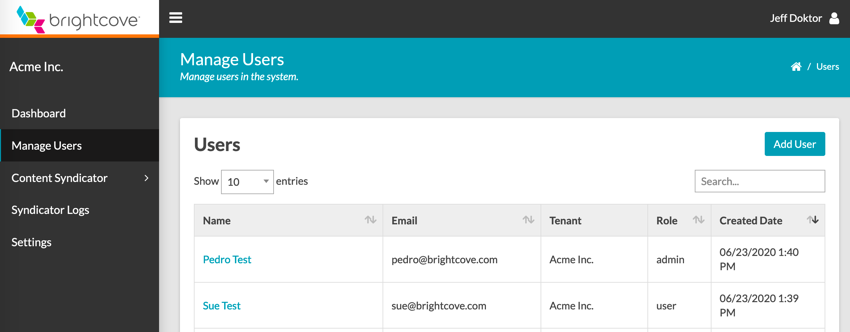 brightcove
Jeff Doktor
Acme Inc.
Manage Users
Manage users in the system.
/ Users
Dashboard
Manage Users
Content Syndicator
Syndicator Logs
Settings
Users
Add User
Show 10 entries
Search...
Name Email Tenant Role Created Date
Pedro Test pedro@brightcove.com Acme Inc. admin 06/23/2020 1:40
PM
Sue Test sue@brightcove.com Acme Inc. user 06/23/2020 1:39
PM